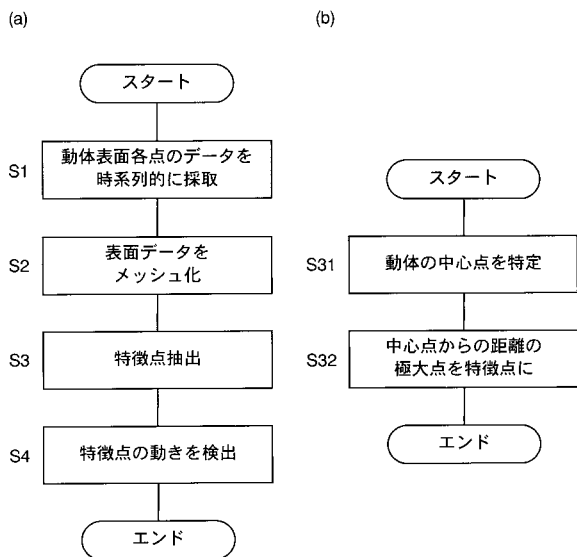 (a)
スタート
S1
動体表面各点のデータを
時系列的に採取
S2
表面データを
メッシュ化
S3
特徴点抽出
S4
特徴点の動きを検出
エンド
(b)
スタート
S31
動体の中心点を特定
S32
中心点からの距離の
極大点を特徴点に
エンド